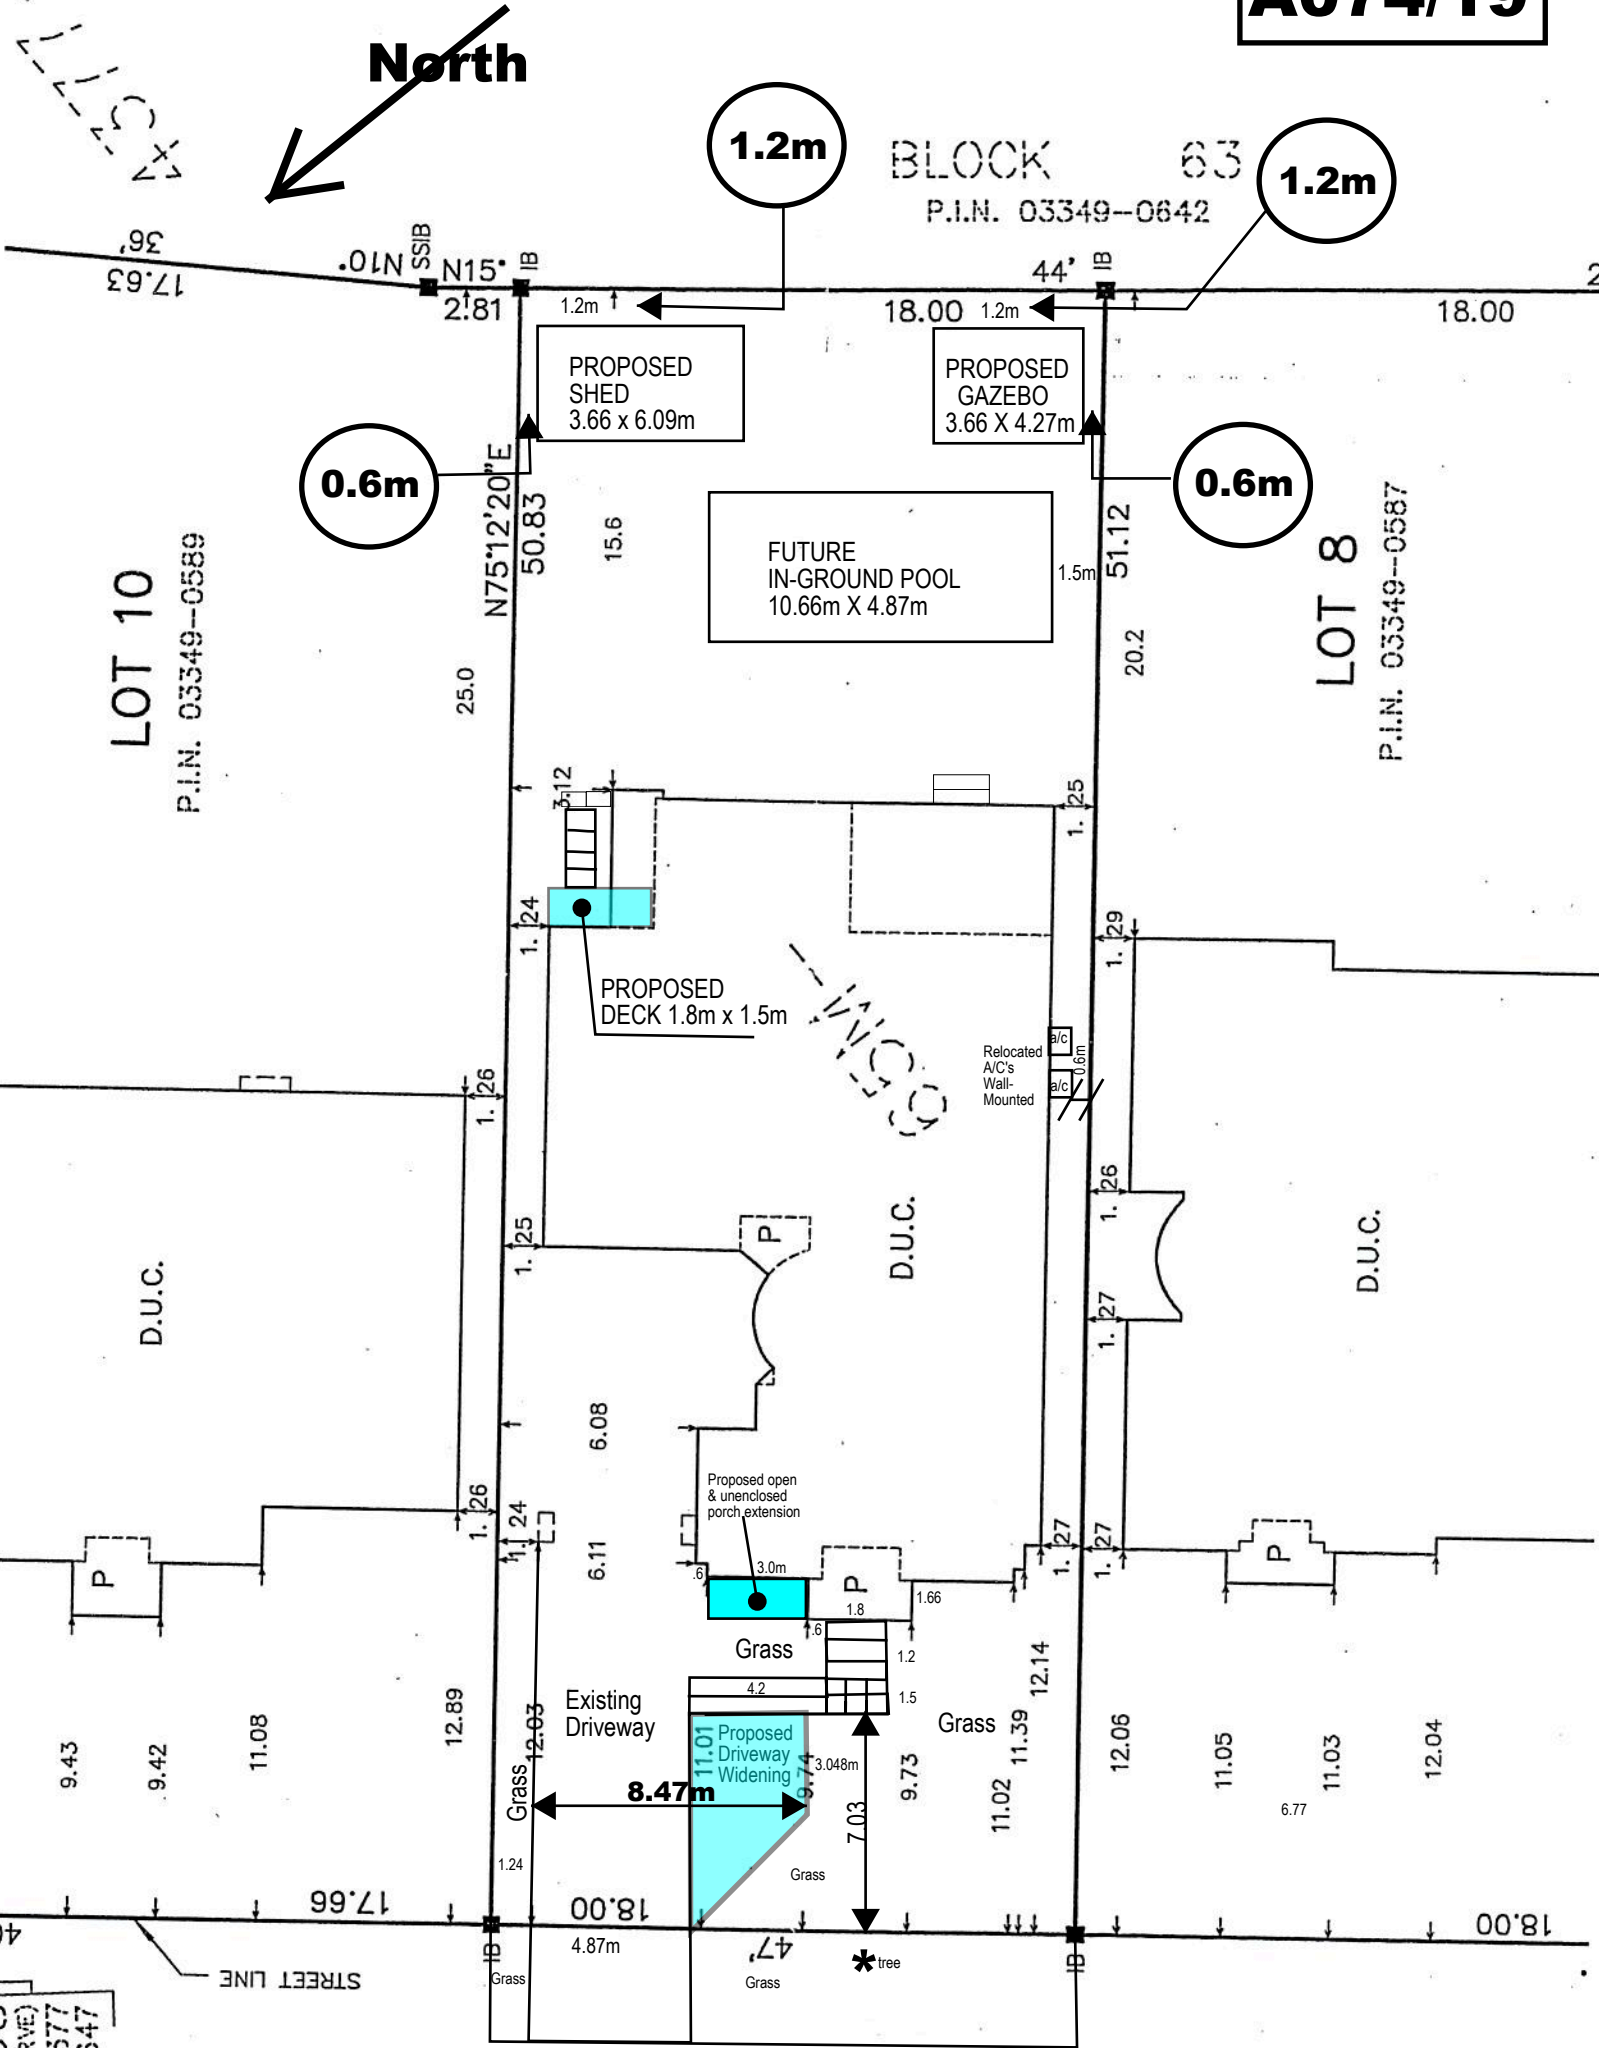 A074/19
North
1.2m
BLOCK 63
P.I.N. 03349-0642
1.2m
36'
17.63
N10°
SSIB
N15°
IB
2.81
1.2m
44'
IB
18.00
1.2m
18.00
PROPOSED
SHED
3.66 x 6.09m
PROPOSED
GAZEBO
3.66 X 4.27m
0.6m
0.6m
N75°12'20"E
50.83
15.6
51.12
FUTURE
IN-GROUND POOL
10.66m X 4.87m
1.5m
LOT 10
P.I.N. 03349-0589
LOT 8
P.I.N. 03349-0587
25.0
20.2
3.12
1.25
1.24
1.29
PROPOSED
DECK 1.8m x 1.5m
65M-
Relocated
A/C's
Wall-
Mounted
a/c
a/c
0.6m
1.26
1.26
1.25
P
D.U.C.
D.U.C.
D.U.C.
1.27
6.08
Proposed open
& unenclosed
porch extension
1.26
1.24
6.11
1.27
1.27
P
.6
3.0m
P
1.8
1.66
P
.6
Grass
1.2
4.2
1.5
Existing
Driveway
Grass
12.14
9.43
9.42
11.08
12.89
12.03
11.01
Proposed
Driveway
Widening
9.74
3.048m
9.73
11.39
11.02
12.06
11.05
11.03
12.04
Grass
8.47m
7.03
6.77
1.24
Grass
17.66
18.00
18.00
4.87m
47'
tree
IB
IB
Grass
Grass
STREET LINE